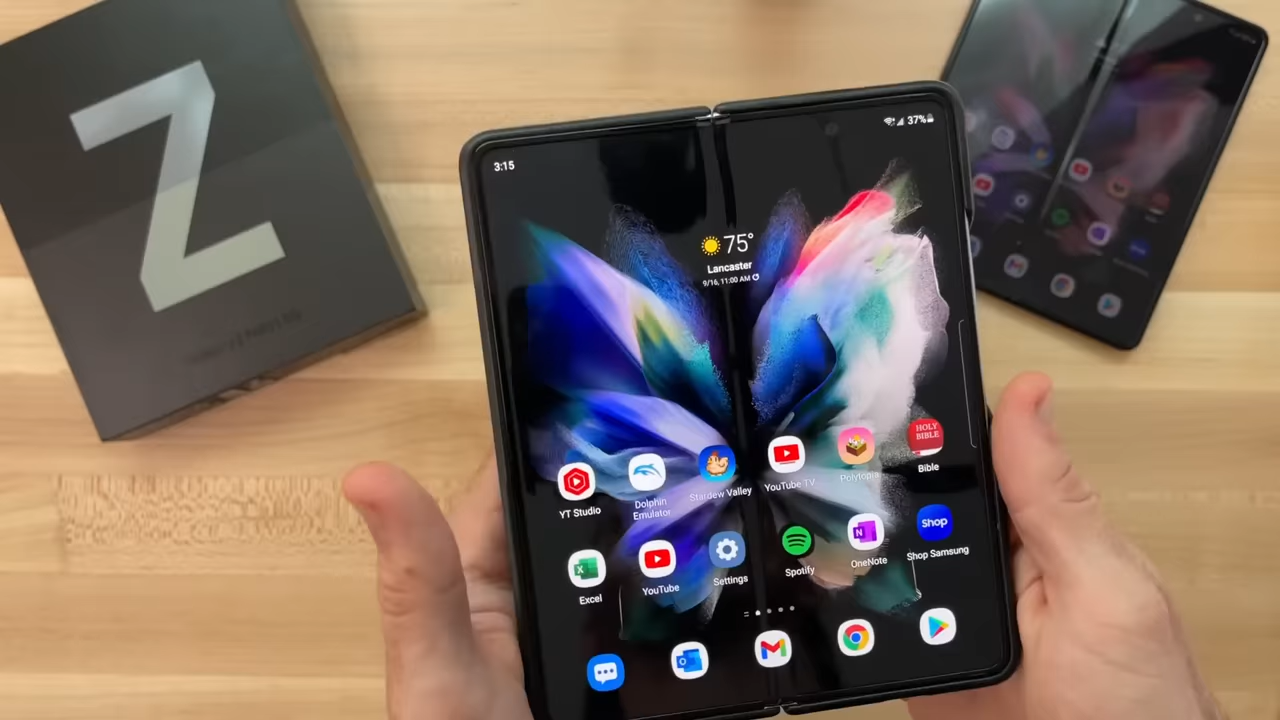 Z
3:15
37%
75°
Lancaster
9/16, 11:00 AM
YT Studio
Dolphin
Emulator
Stardew Valley
YouTube TV
Polytopia
HOLY
BIBLE
Bible
Excel
YouTube
Settings
Spotify
N
OneNote
Shop
Shop Samsung